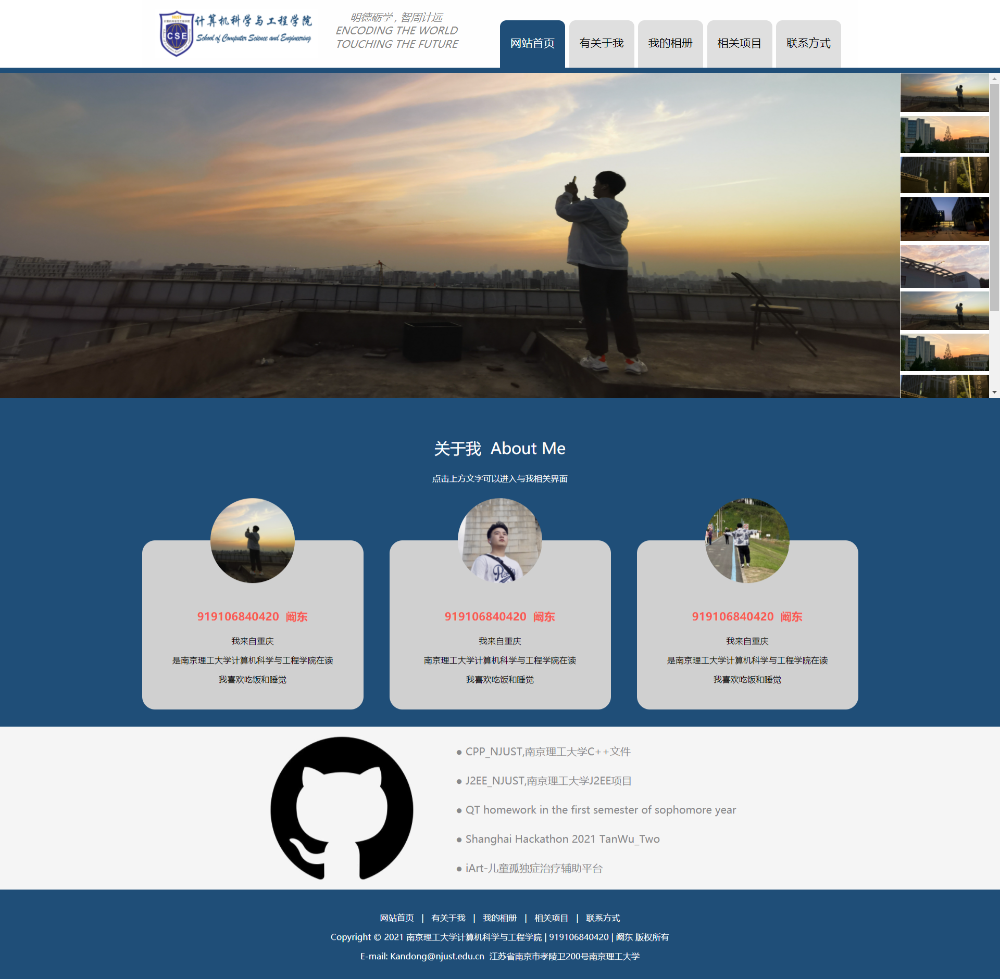 NUST
CSE
计算机科学与工程学院
School of Computer Science and Engineering
明德砺学 , 智周计远
ENCODING THE WORLD
TOUCHING THE FUTURE
网站首页
有关于我
我的相册
相关项目
联系方式
关于我  About Me
点击上方文字可以进入与我相关界面
919106840420  阚东
我来自重庆
是南京理工大学计算机科学与工程学院在读
我喜欢吃饭和睡觉
919106840420  阚东
我来自重庆
南京理工大学计算机科学与工程学院在读
我喜欢吃饭和睡觉
919106840420  阚东
我来自重庆
是南京理工大学计算机科学与工程学院在读
我喜欢吃饭和睡觉
● CPP_NJUST,南京理工大学C++文件
● J2EE_NJUST,南京理工大学J2EE项目
● QT homework in the first semester of sophomore year
● Shanghai Hackathon 2021 TanWu_Two
● iArt-儿童孤独症治疗辅助平台
网站首页 | 有关于我 | 我的相册 | 相关项目 | 联系方式
Copyright © 2021 南京理工大学计算机科学与工程学院 | 919106840420 | 阚东 版权所有
E-mail: Kandong@njust.edu.cn  江苏省南京市孝陵卫200号南京理工大学